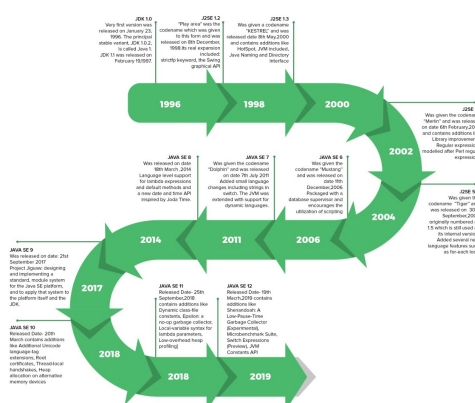 JDK 1.0
Very first version was
released on January 23,
1996. The principal
stable variant, JDK 1.0.2,
is called Java 1.
JDK 1.1 was released on
February 19,1997.
J2SE 1.2
"Play area" was the
codename which was given
to this form and was
released on 8th December,
1998.Its real expansion
included:
strictfp keyword, the Swing
graphical API
J2SE 1.3
Was given a codename
"KESTREL" and was
released date 8th May,2000
and contains additions like
HotSpot, JVM included,
Java Naming and Directory
Interface
1996
1998
2000
J2SE
Was given the codenam
"Merlin" and was releas
on date 6th February,20
and contains additions li
Library improvemen
Regular expressio
modelled after Perl regu
expressio
2002
JAVA SE 8
Was released on date
18th March ,2014
Language level support
for lambda expressions
and default methods and
a new date and time API
inspired by Joda Time.
JAVA SE 7
Was given the codename
"Dolphin" and was released
on date 7th July 2011
Added small language
changes including strings in
switch. The JVM was
extended with support for
dynamic languages.
JAVA SE 6
Was given the
codename "Mustang"
and was released on
date 11th
December,2006
Packaged with a
database supervisor and
encourages the
utilization of scripting
J2SE 5
Was given th
codename "Tiger" an
was released on 30
September,200
originally numbered
1.5 which is still used a
its internal version
Added several ne
language features su
as for-each loo
2004
2006
2011
2014
JAVA SE 9
Was released on date: 21st
September 2017
Project Jigsaw: designing
and implementing a
standard, module system
for the Java SE platform,
and to apply that system to
the platform itself and the
JDK.
2017
JAVA SE 10
Released Date- 20th
March contains additions
like Additional Unicode
language-tag
extensions, Root
certificates, Thread-local
handshakes, Heap
allocation on alternative
memory devices
JAVA SE 11
Released Date- 25th
September,2018
contains additions like
Dynamic class-file
constants, Epsilon: a
no-op garbage collector,
Local-variable syntax for
lambda parameters,
Low-overhead heap
profiling]
JAVA SE 12
Released Date- 19th
March,2019 contains
additions like
Shenandoah: A
Low-Pause-Time
Garbage Collector
(Experimental),
Microbenchmark Suite,
Switch Expressions
(Preview), JVM
Constants API
2018
2018
2019